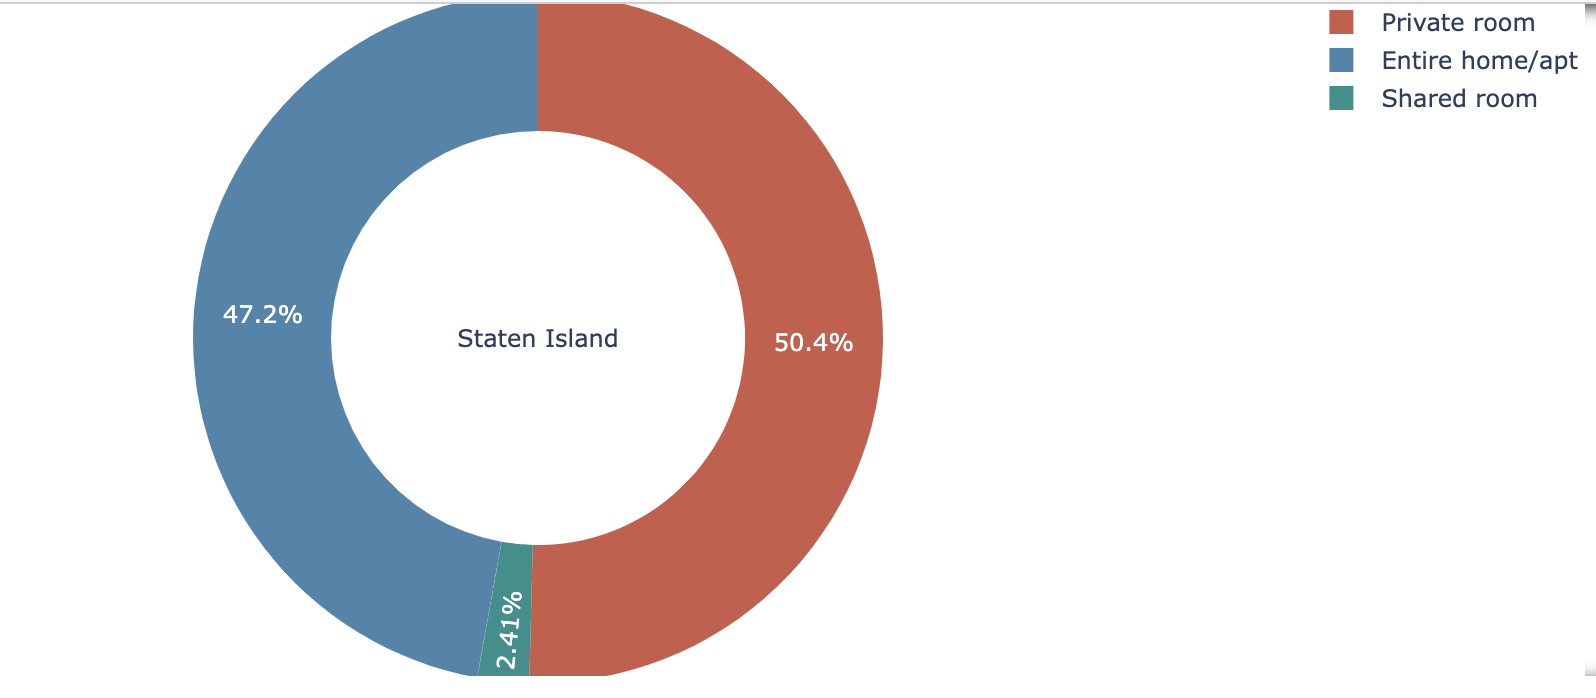 Private room
Entire home/apt
Shared room
47.2%
Staten Island
50.4%
2.41%